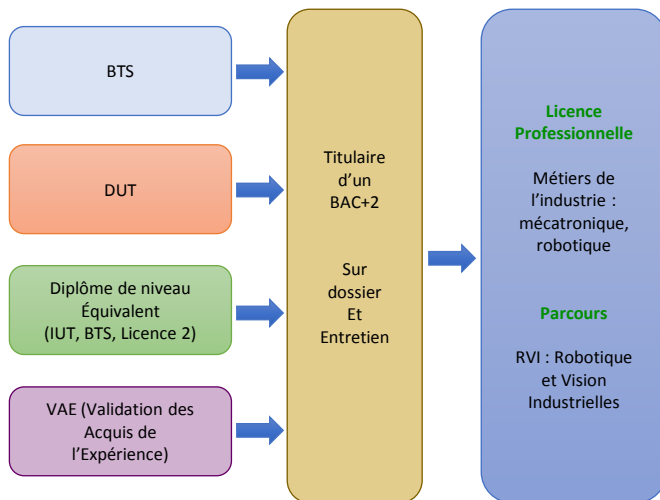 BTS
DUT
Diplôme de niveau
Équivalent
(IUT, BTS, Licence 2)
VAE (Validation des
Acquis de
l'Expérience)
Titulaire
d'un
BAC+2
Sur
dossier
Et
Entretien
Licence
Professionnelle
Métiers de
l'industrie :
mécatronique,
robotique
Parcours
RVI : Robotique
et Vision
Industrielles